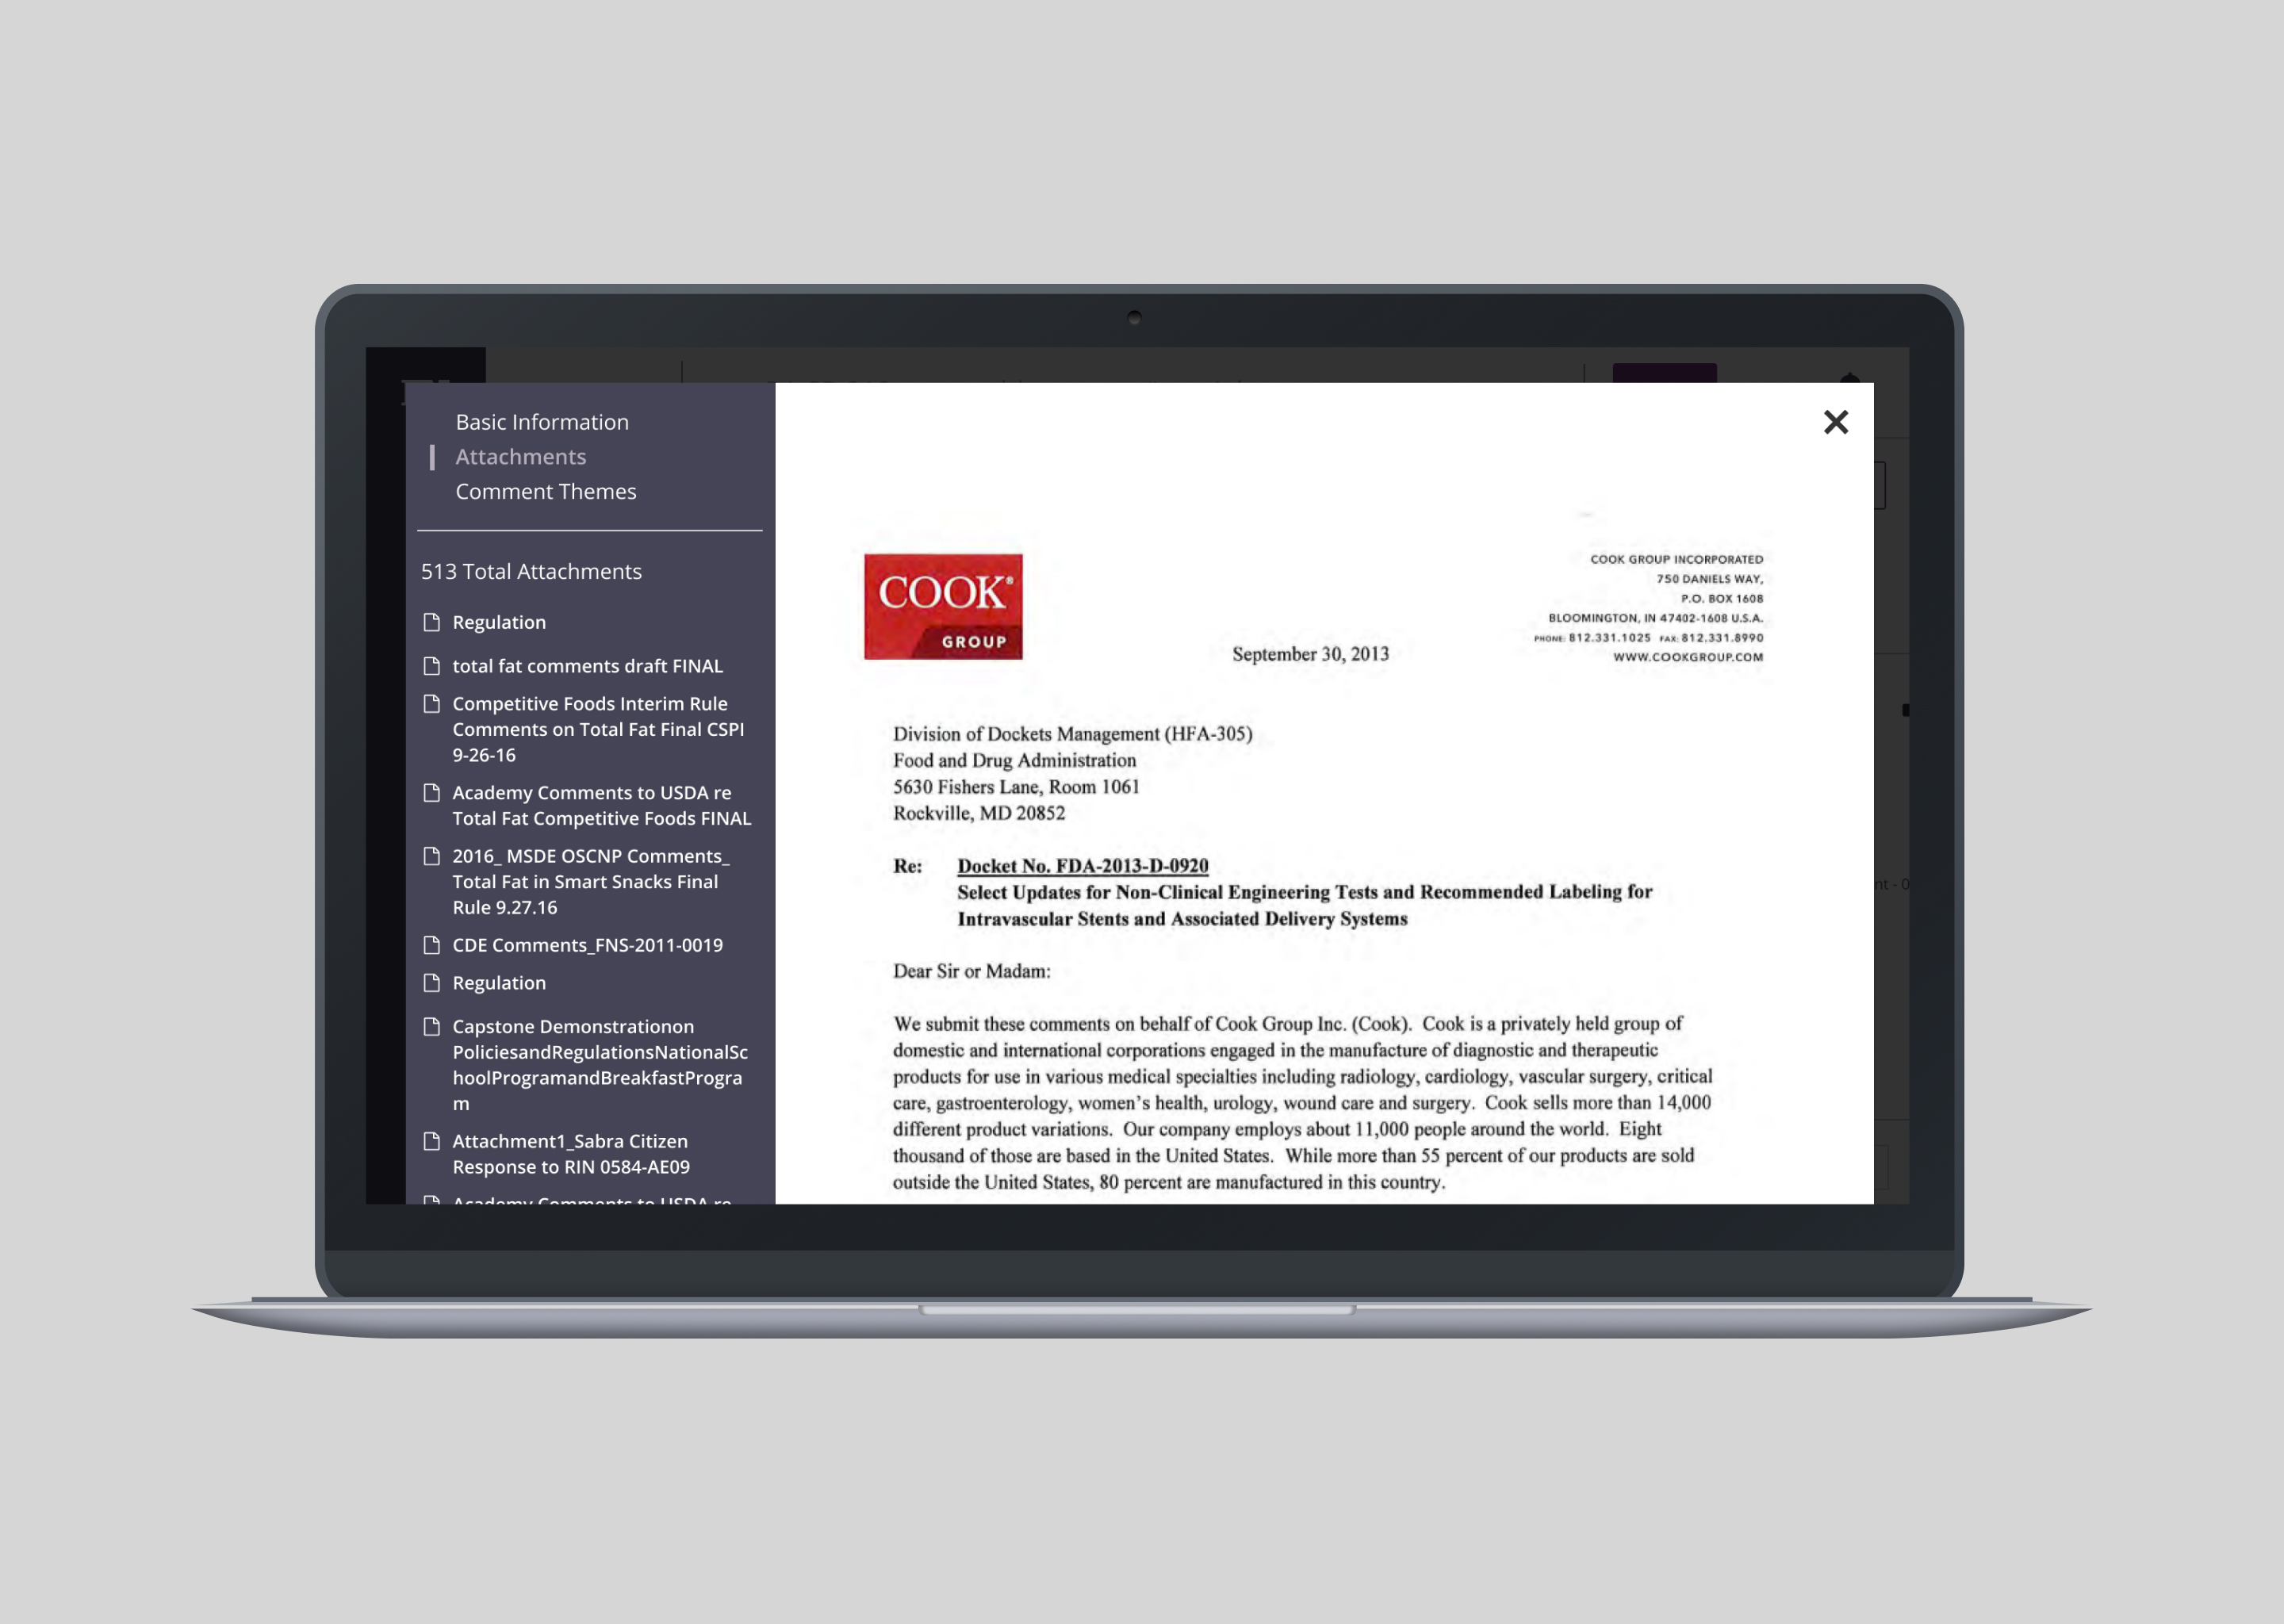 Basic Information
Attachments
Comment Themes
513 Total Attachments
Regulation
total fat comments draft FINAL
Competitive Foods Interim Rule
Comments on Total Fat Final CSPI
9-26-16
Academy Comments to USDA re
Total Fat Competitive Foods FINAL
2016_ MSDE OSCNP Comments_
Total Fat in Smart Snacks Final
Rule 9.27.16
CDE Comments_FNS-2011-0019
Regulation
Capstone Demonstrationon
PoliciesandRegulationsNationalSc
hoolProgramandBreakfastProgra
m
Attachment1_Sabra Citizen
Response to RIN 0584-AE09
Academy Comments to USDA re
COOK®
GROUP
COOK GROUP INCORPORATED
750 DANIELS WAY,
P.O. BOX 1608
BLOOMINGTON, IN 47402-1608 U.S.A.
PHONE: 812.331.1025 FAX: 812.331.8990
WWW.COOKGROUP.COM
September 30, 2013
Division of Dockets Management (HFA-305)
Food and Drug Administration
5630 Fishers Lane, Room 1061
Rockville, MD 20852
Re: Docket No. FDA-2013-D-0920
Select Updates for Non-Clinical Engineering Tests and Recommended Labeling for
Intravascular Stents and Associated Delivery Systems
Dear Sir or Madam:
We submit these comments on behalf of Cook Group Inc. (Cook). Cook is a privately held group of
domestic and international corporations engaged in the manufacture of diagnostic and therapeutic
products for use in various medical specialties including radiology, cardiology, vascular surgery, critical
care, gastroenterology, women's health, urology, wound care and surgery. Cook sells more than 14,000
different product variations. Our company employs about 11,000 people around the world. Eight
thousand of those are based in the United States. While more than 55 percent of our products are sold
outside the United States, 80 percent are manufactured in this country.
nt - 0